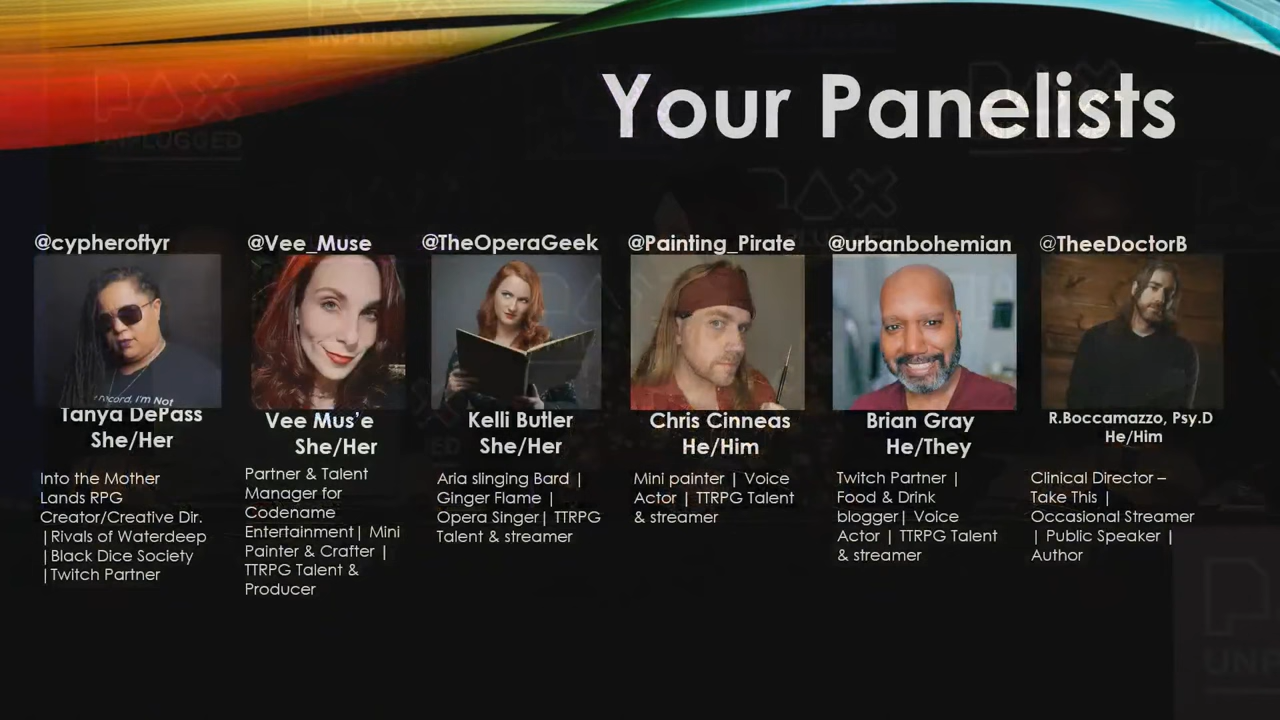 Your Panelists
@cypheroftyr
Tanya DePass
She/Her
Into the Mother
Lands RPG
Creator/Creative Dir.
|Rivals of Waterdeep
|Black Dice Society
|Twitch Partner
@Vee_Muse
Vee Mus’e
She/Her
Partner & Talent
Manager for
Codename
Entertainment| Mini
Painter & Crafter |
TTRPG Talent &
Producer
@TheOperaGeek
Kelli Butler
She/Her
Aria slinging Bard |
Ginger Flame |
Opera Singer| TTRPG
Talent & streamer
@Painting_Pirate
Chris Cinneas
He/Him
Mini painter | Voice
Actor | TTRPG Talent
& streamer
@urbanbohemian
Brian Gray
He/They
Twitch Partner |
Food & Drink
blogger| Voice
Actor | TTRPG Talent
& streamer
@TheeDoctorB
R.Boccamazzo, Psy.D
He/Him
Clinical Director –
Take This |
Occasional Streamer
| Public Speaker |
Author
record, I'm Not
PAX
UNPLUGGED